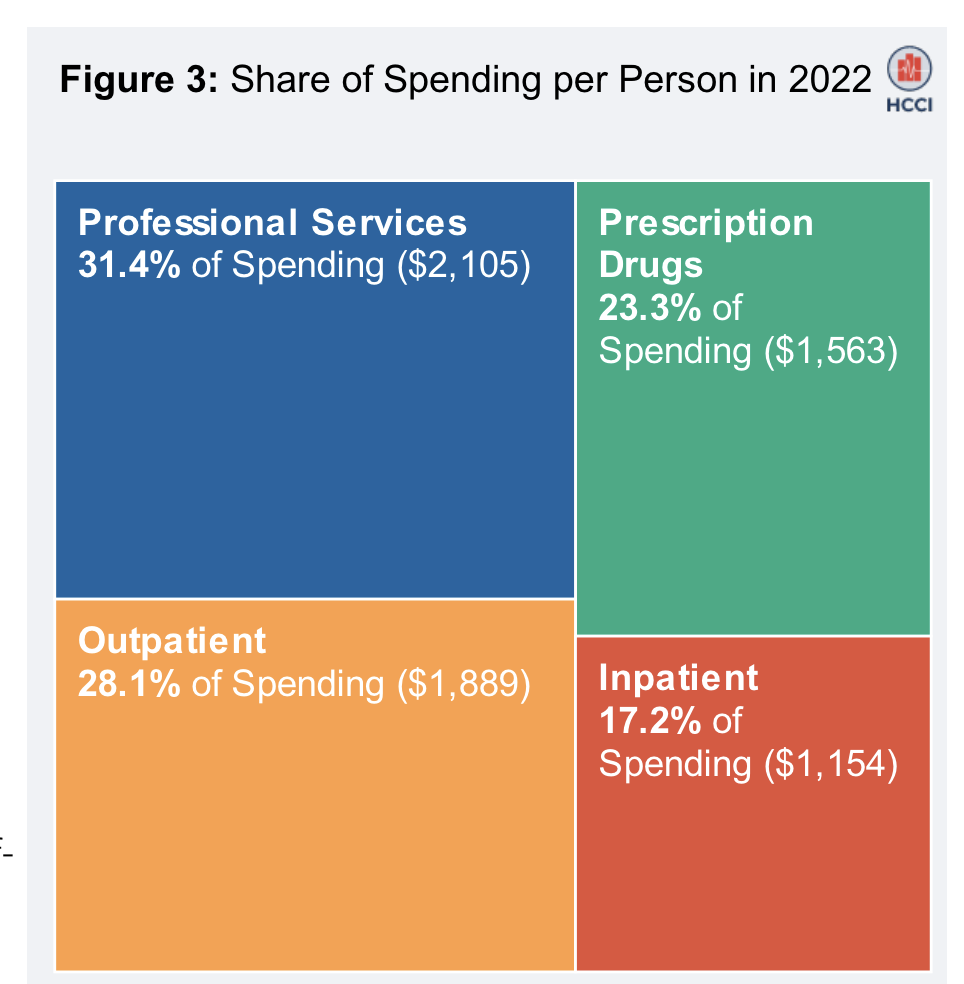 Figure 3: Share of Spending per Person in 2022
HCCI
Professional Services
31.4% of Spending ($2,105)
Prescription
Drugs
23.3% of
Spending ($1,563)
Outpatient
28.1% of Spending ($1,889)
Inpatient
17.2% of
Spending ($1,154)